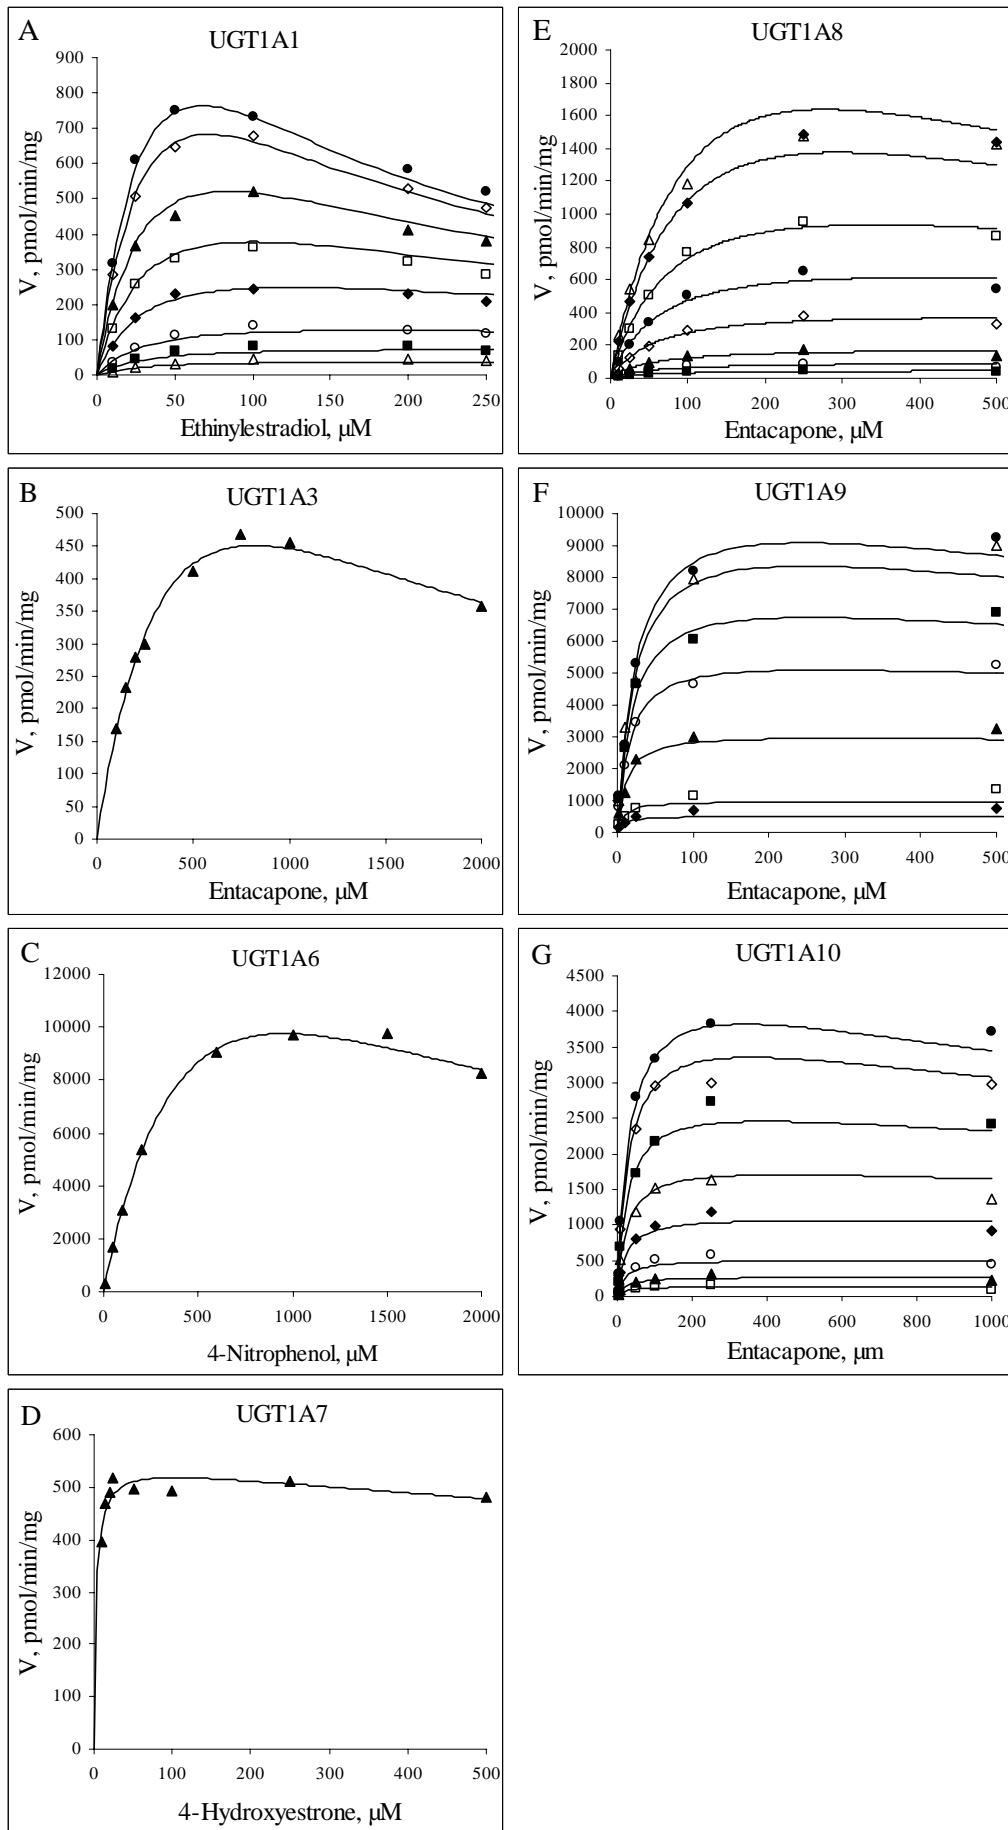 A
UGT1A1
V, pmol/min/mg
900
800
700
600
500
400
300
200
100
0
0 50 100 150 200 250
Ethinylestradiol, µM
B
UGT1A3
V, pmol/min/mg
500
450
400
350
300
250
200
150
100
50
0
0 500 1000 1500 2000
Entacapone, µM
C
UGT1A6
V, pmol/min/mg
12000
10000
8000
6000
4000
2000
0
0 500 1000 1500 2000
4-Nitrophenol, µM
D
UGT1A7
V, pmol/min/mg
600
500
400
300
200
100
0
0 100 200 300 400 500
4-Hydroxyestrone, µM
E
UGT1A8
V, pmol/min/mg
2000
1800
1600
1400
1200
1000
800
600
400
200
0
0 100 200 300 400 500
Entacapone, µM
F
UGT1A9
V, pmol/min/mg
10000
9000
8000
7000
6000
5000
4000
3000
2000
1000
0
0 100 200 300 400 500
Entacapone, µM
G
UGT1A10
V, pmol/min/mg
4500
4000
3500
3000
2500
2000
1500
1000
500
0
0 200 400 600 800 1000
Entacapone, µm